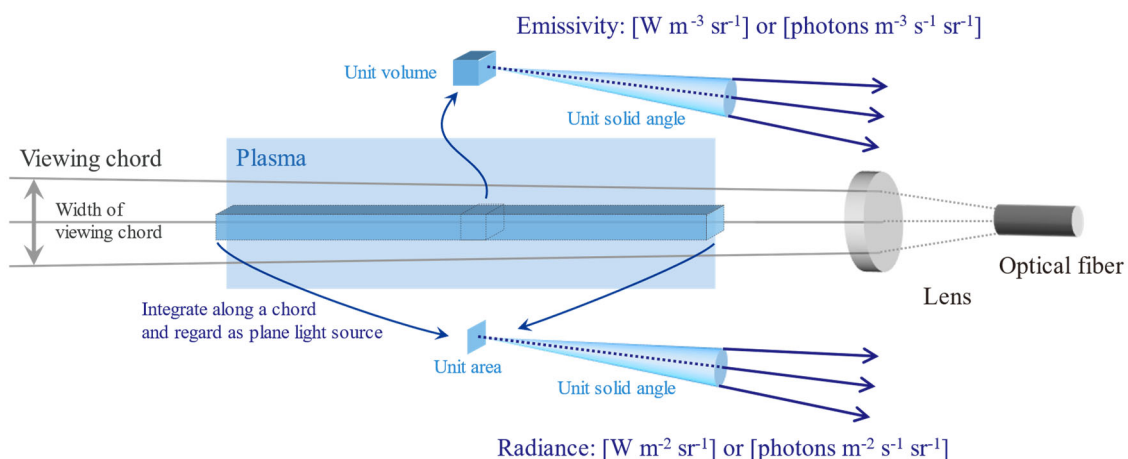 Emissivity: [W m⁻³ sr⁻¹] or [photons m⁻³ s⁻¹ sr⁻¹]
Unit volume
Unit solid angle
Viewing chord
Plasma
Width of
viewing chord
Optical fiber
Lens
Integrate along a chord
and regard as plane light source
Unit area
Unit solid angle
Radiance: [W m⁻² sr⁻¹] or [photons m⁻² s⁻¹ sr⁻¹]